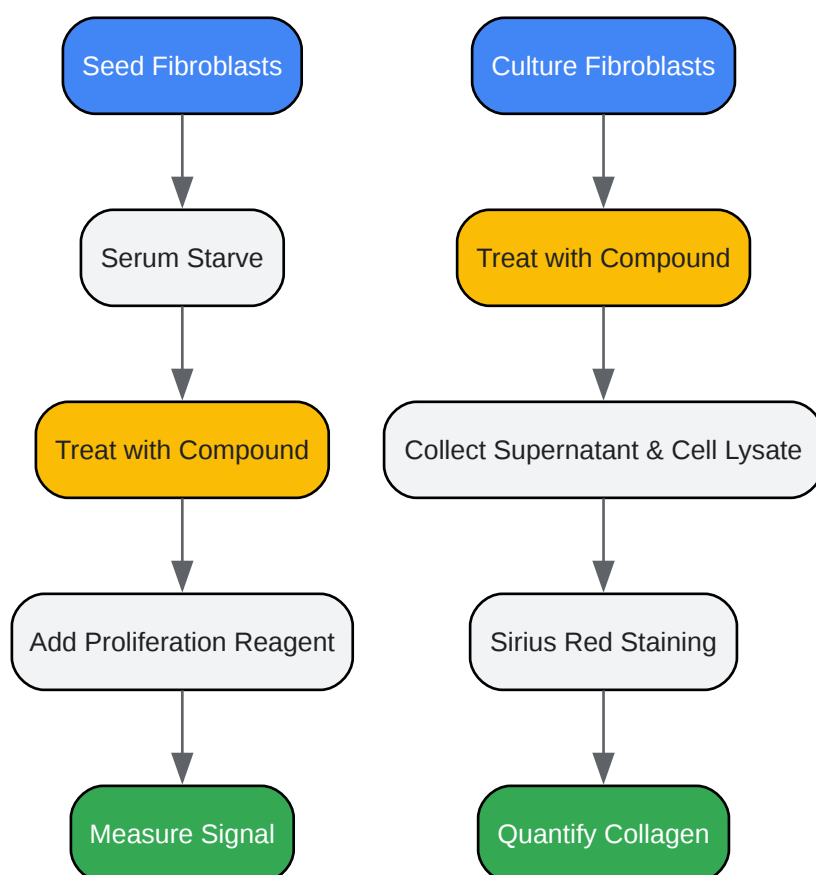 Seed Fibroblasts
Serum Starve
Treat with Compound
Add Proliferation Reagent
Measure Signal
Culture Fibroblasts
Treat with Compound
Collect Supernatant & Cell Lysate
Sirius Red Staining
Quantify Collagen